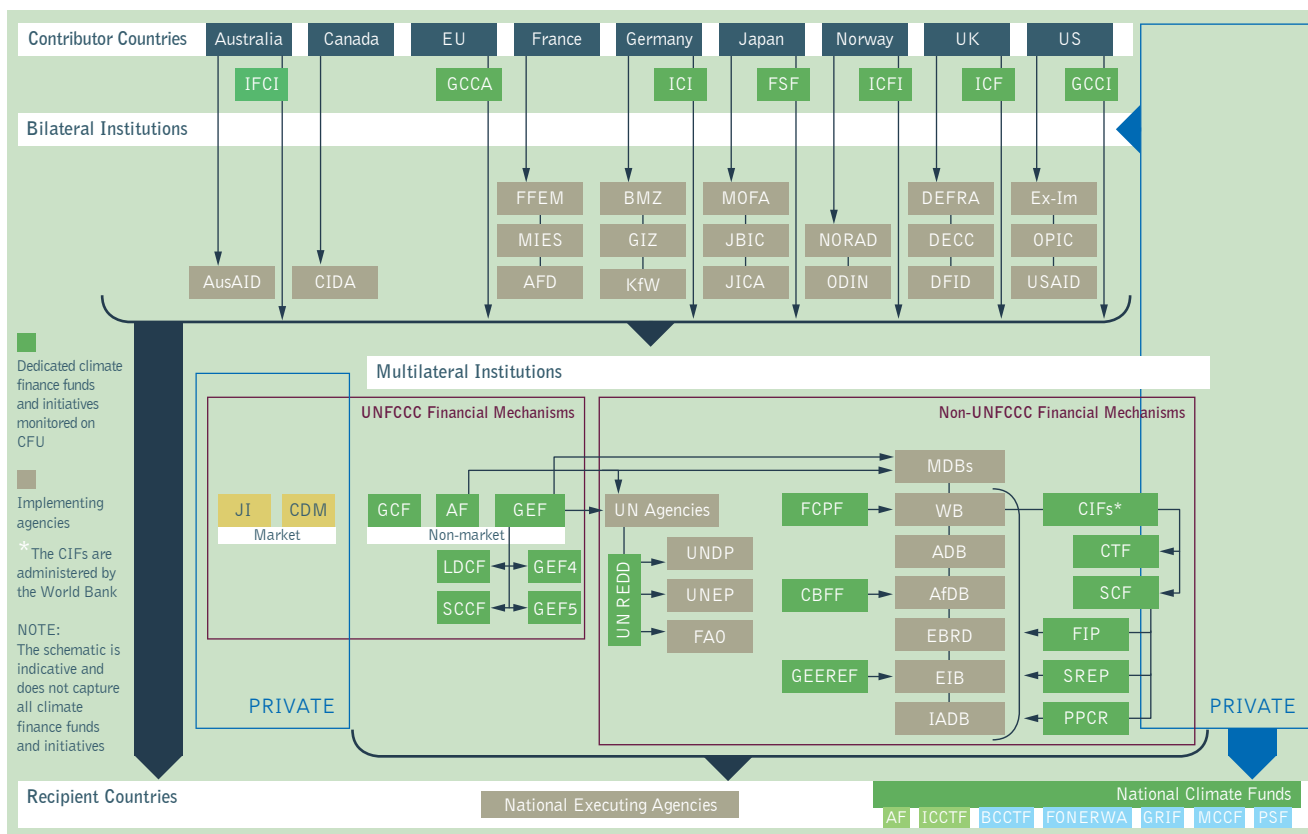 Contributor Countries Australia Canada EU France Germany Japan Norway UK US
IFCI GCCA ICI FSF ICFI ICF GCCI
Bilateral Institutions
FFEM BMZ MOFA DEFRA Ex-Im
MIES GIZ JBIC NORAD DECC OPIC
AusAID CIDA AFD KfW JICA ODIN DFID USAID
Dedicated climate
finance funds
and initiatives
monitored on
CFU
Implementing
agencies
*The CIFs are
administered by
the World Bank
NOTE:
The schematic is
indicative and
does not capture
all climate
finance funds
and initiatives
Multilateral Institutions
UNFCCC Financial Mechanisms
JI CDM GCF AF GEF
Market Non-market
LDCF GEF4
SCCF GEF5
PRIVATE
Non-UNFCCC Financial Mechanisms
UN Agencies
UN REDD
UNDP
UNEP
FAO
MDBs
FCPF WB CIFs*
ADB CTF
CBFF AfDB SCF
EBRD FIP
GEEREF EIB SREP
IADB PPCR
PRIVATE
Recipient Countries
National Executing Agencies
National Climate Funds
AF ICCTF BCCTF FONERWA GRIF MCCF PSF